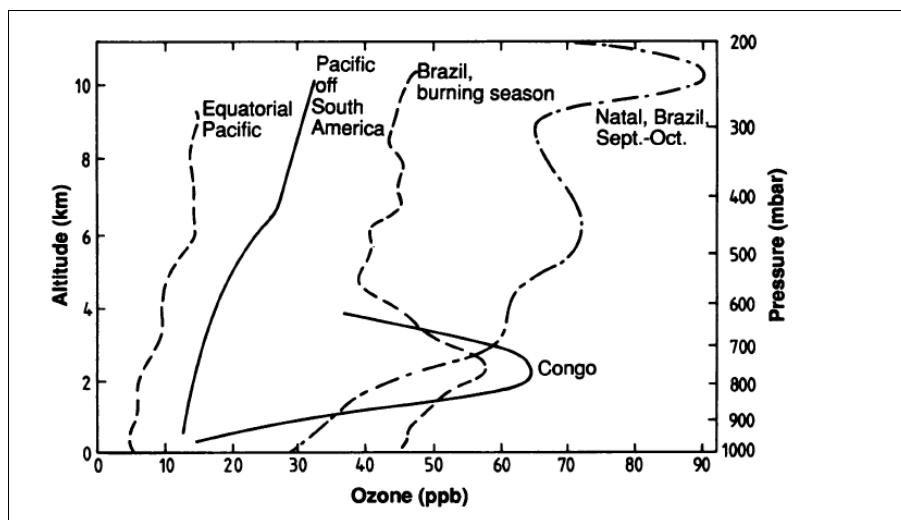 200
10
8
6
4
2
0
Altitude (km)
Equatorial
Pacific
Pacific
off
South
America
Brazil,
burning season
Natal, Brazil,
Sept.-Oct.
Congo
300
400
500
600
700
800
900
1000
Pressure (mbar)
0 10 20 30 40 50 60 70 80 90
Ozone (ppb)